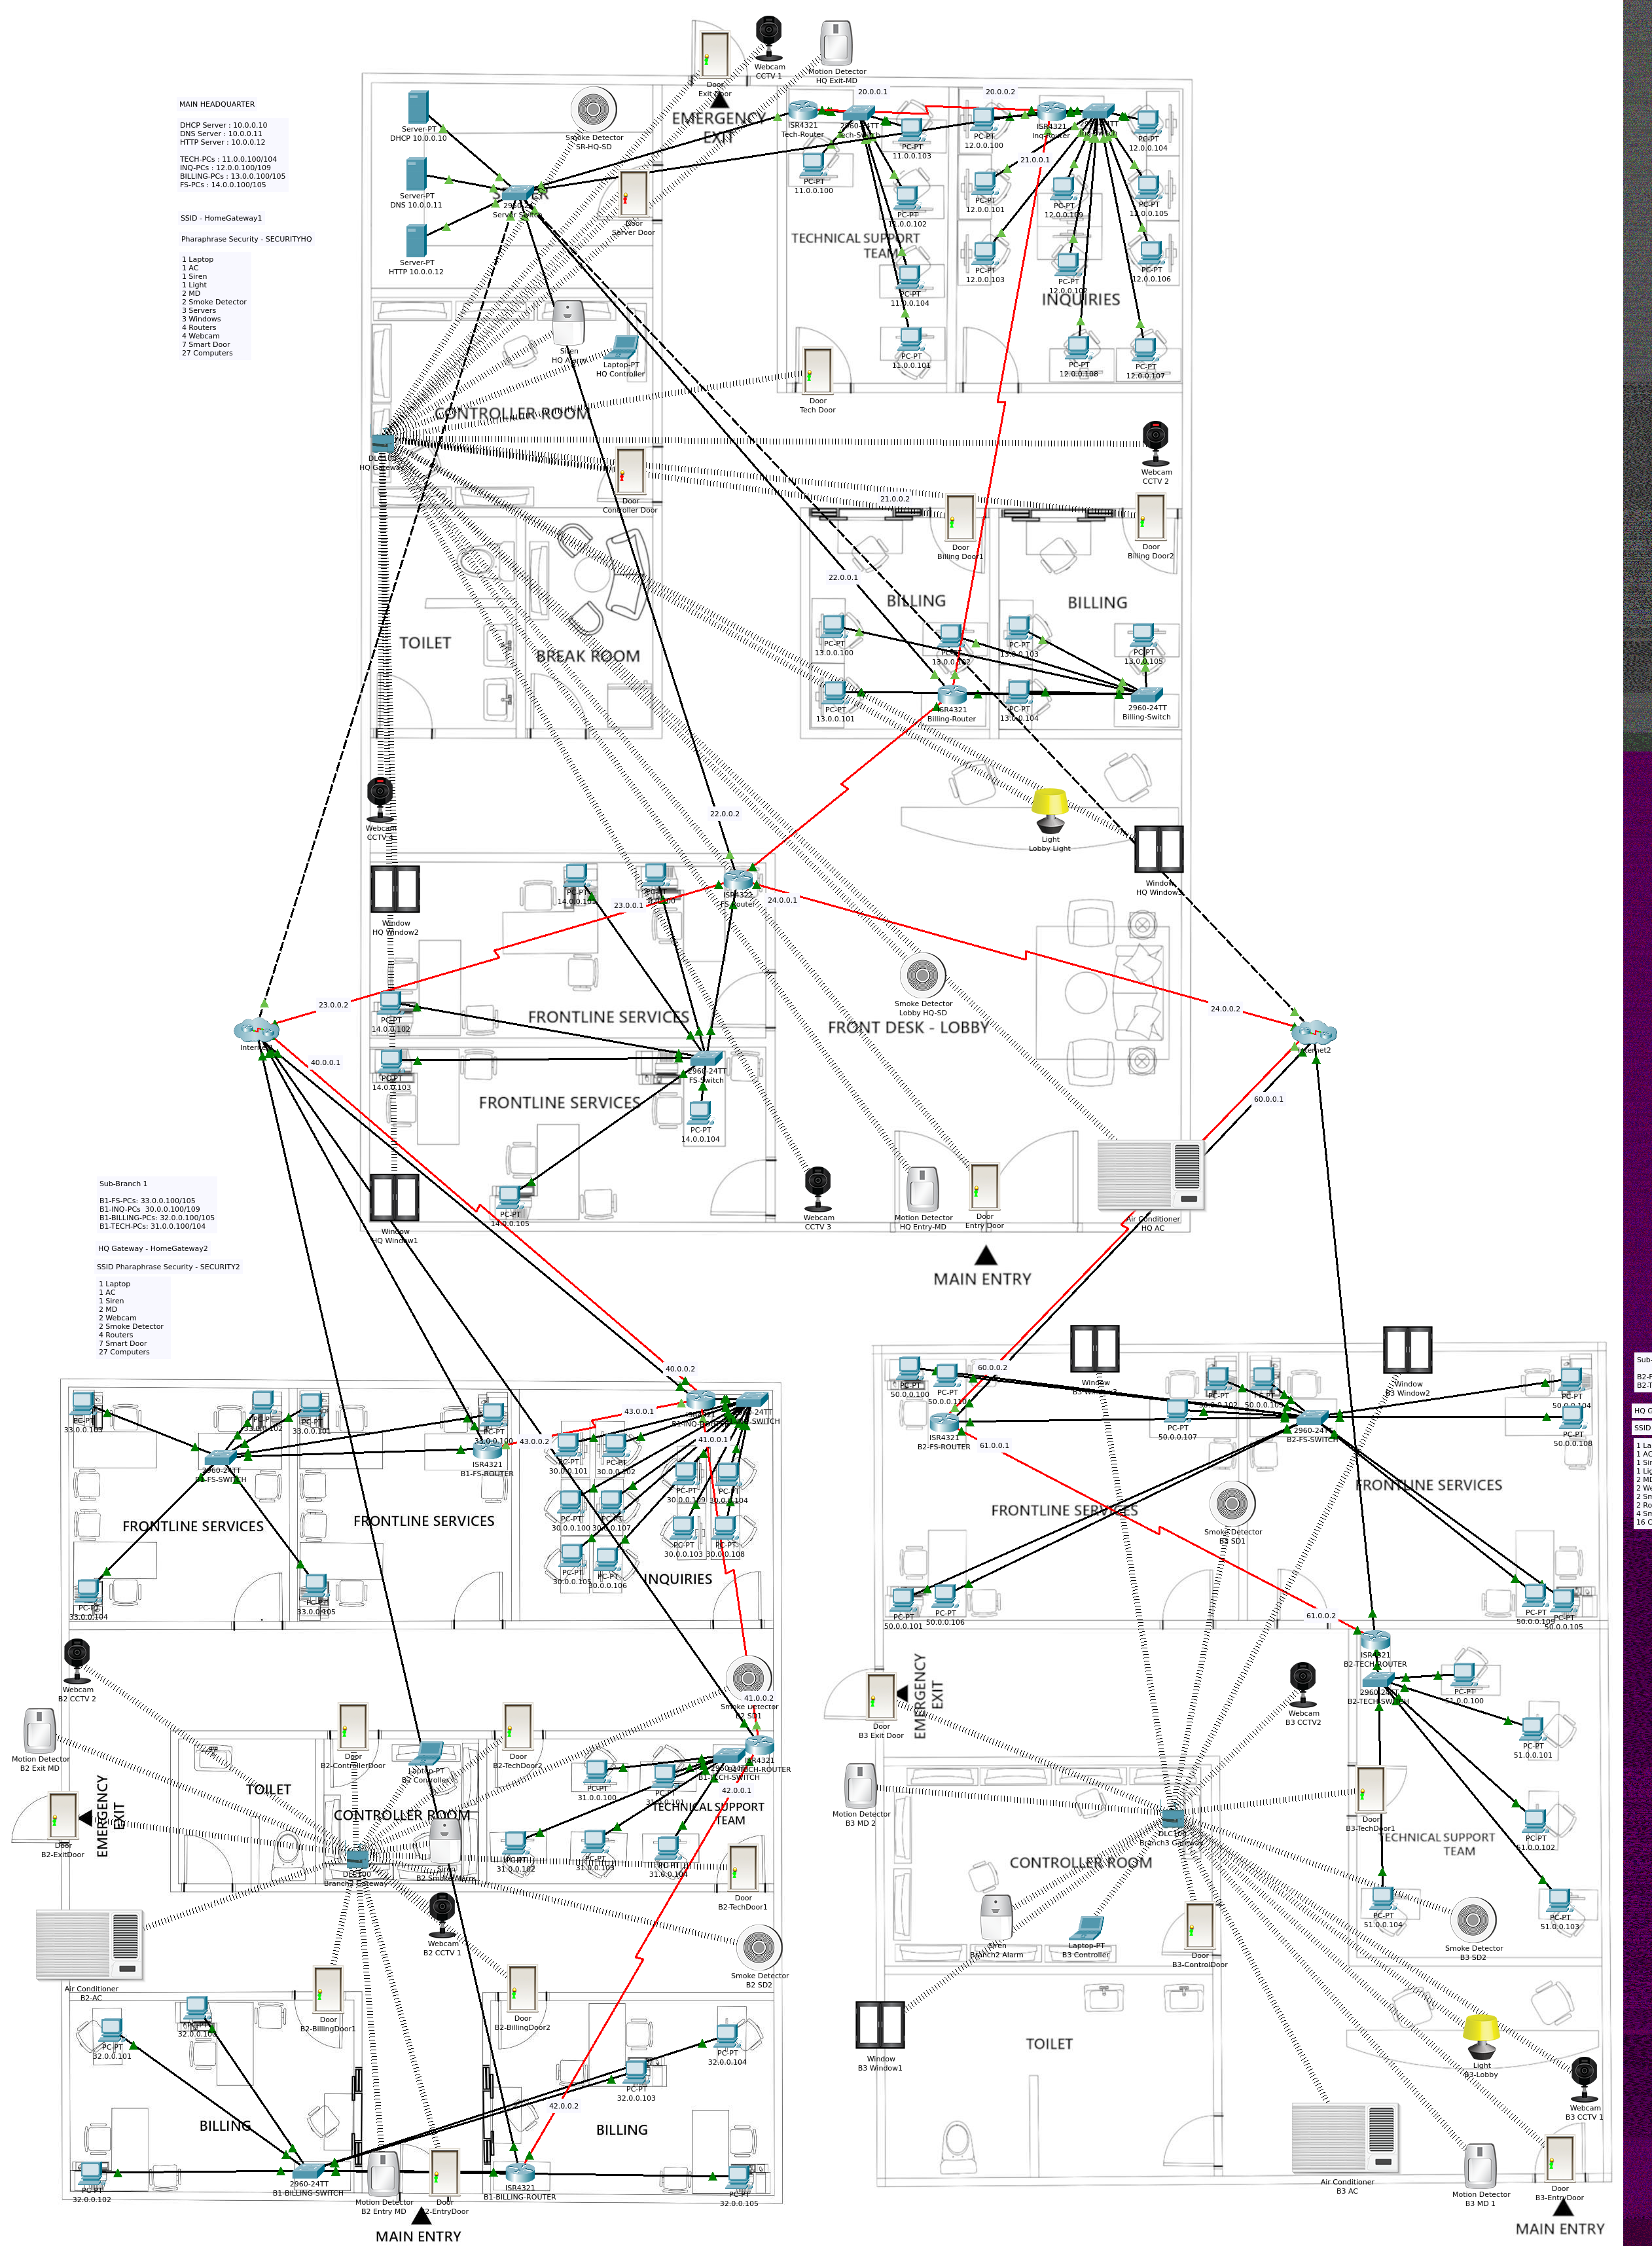 MAIN HEADQUARTER
DHCP Server : 10.0.0.10
DNS Server : 10.0.0.11
HTTP Server : 10.0.0.12
TECH-PCs : 11.0.0.100/104
INQ-PCs : 12.0.0.100/109
BILLING-PCs : 13.0.0.100/105
FS-PCs : 14.0.0.100/105
SSID - HomeGateway1
Pharaphrase Security - SECURITYHQ
1 Laptop
1 AC
1 Siren
1 Light
2 MD
2 Smoke Detector
3 Servers
3 Windows
4 Routers
4 Webcam
7 Smart Door
27 Computers
Door
Exit Door
Webcam
CCTV 1
Motion Detector
HQ Exit-MD
EMERGENCY
EXIT
Server-PT
DHCP 10.0.0.10
Server-PT
DNS 10.0.0.11
Server-PT
HTTP 10.0.0.12
Smoke Detector
SR-HQ-SD
Server Switch
Door
Server Door
20.0.0.1
20.0.0.2
ISR4321
Tech-Router
2960-24TT
Tech-Switch
PC-PT
11.0.0.103
PC-PT
11.0.0.100
PC-PT
11.0.0.102
TECHNICAL SUPPORT
TEAM
PC-PT
11.0.0.104
PC-PT
11.0.0.101
PC-PT
12.0.0.100
ISR4321
Inq-Router
21.0.0.1
PC-PT
12.0.0.104
PC-PT
12.0.0.101
PC-PT
12.0.0.109
PC-PT
12.0.0.105
PC-PT
12.0.0.103
PC-PT
12.0.0.102
PC-PT
12.0.0.106
INQUIRIES
PC-PT
12.0.0.108
PC-PT
12.0.0.107
Siren
HQ Alarm
Laptop-PT
HQ Controller
CONTROLLER ROOM
HQ Gateway
Door
Tech Door
Door
Controller Door
Webcam
CCTV 2
21.0.0.2
Door
Billing Door1
Door
Billing Door2
22.0.0.1
BILLING
BILLING
PC-PT
13.0.0.100
PC-PT
13.0.0.102
PC-PT
13.0.0.103
PC-PT
13.0.0.105
PC-PT
13.0.0.101
ISR4321
Billing-Router
PC-PT
13.0.0.104
2960-24TT
Billing-Switch
TOILET
BREAK ROOM
Webcam
CCTV 4
22.0.0.2
Light
Lobby Light
Window
HQ Window3
Window
HQ Window2
PC-PT
23.0.0.1
ISR4321
FS-Router
24.0.0.1
23.0.0.2
PC-PT
14.0.0.102
FRONTLINE SERVICES
Smoke Detector
Lobby HQ-SD
FRONT DESK - LOBBY
24.0.0.2
Internet2
40.0.0.1
PC-PT
14.0.0.103
2960-24TT
FS-Switch
FRONTLINE SERVICES
PC-PT
14.0.0.104
60.0.0.1
PC-PT
14.0.0.105
Window
HQ Window1
Webcam
CCTV 3
Motion Detector
HQ Entry-MD
Door
Entry Door
Air Conditioner
HQ AC
MAIN ENTRY
Sub-Branch 1
B1-FS-PCs: 33.0.0.100/105
B1-INQ-PCs 30.0.0.100/109
B1-BILLING-PCs: 32.0.0.100/105
B1-TECH-PCs: 31.0.0.100/104
HQ Gateway - HomeGateway2
SSID Pharaphrase Security - SECURITY2
1 Laptop
1 AC
1 Siren
2 MD
2 Webcam
2 Smoke Detector
4 Routers
7 Smart Door
27 Computers
40.0.0.2
43.0.0.1
43.0.0.2
41.0.0.1
PC-PT
33.0.0.103
PC-PT
33.0.0.102
PC-PT
33.0.0.101
PC-PT
33.0.0.100
2960-24TT
B1-FS-SWITCH
ISR4321
B1-FS-ROUTER
PC-PT
30.0.0.101
PC-PT
30.0.0.102
PC-PT
30.0.0.109
PC-PT
30.0.0.104
PC-PT
30.0.0.100
PC-PT
30.0.0.107
PC-PT
30.0.0.103
PC-PT
30.0.0.108
PC-PT
30.0.0.105
PC-PT
30.0.0.106
FRONTLINE SERVICES
FRONTLINE SERVICES
INQUIRIES
PC-PT
33.0.0.104
PC-PT
33.0.0.105
Webcam
B2 CCTV 2
Motion Detector
B2 Exit MD
EMERGENCY
EXIT
Door
B2-ExitDoor
Door
B2-ControllerDoor
Laptop-PT
B2 Controller
Door
B2-TechDoor2
Smoke Detector
B2 SD1
41.0.0.2
TOILET
CONTROLLER ROOM
PC-PT
31.0.0.100
PC-PT
31.0.0.101
42.0.0.1
TECHNICAL SUPPORT
TEAM
PC-PT
31.0.0.102
PC-PT
31.0.0.103
PC-PT
31.0.0.104
DLC100
Branch2 Gateway
Siren
B2 Smoke Alarm
Door
B2-TechDoor1
Webcam
B2 CCTV 1
Smoke Detector
B2 SD2
Air Conditioner
B2-AC
Door
B2-BillingDoor1
Door
B2-BillingDoor2
PC-PT
32.0.0.101
PC-PT
32.0.0.104
PC-PT
32.0.0.103
42.0.0.2
BILLING
BILLING
PC-PT
32.0.0.102
2960-24TT
B1-BILLING-SWITCH
Motion Detector
B2 Entry MD
Door
B2-EntryDoor
ISR4321
B1-BILLING-ROUTER
PC-PT
32.0.0.105
MAIN ENTRY
Window
B3 Window2
60.0.0.2
PC-PT
50.0.0.100
PC-PT
50.0.0.110
ISR4321
B2-FS-ROUTER
61.0.0.1
PC-PT
50.0.0.107
2960-24TT
B2-FS-SWITCH
PC-PT
50.0.0.104
PC-PT
50.0.0.108
FRONTLINE SERVICES
FRONTLINE SERVICES
Smoke Detector
B3 SD1
PC-PT
50.0.0.101
PC-PT
50.0.0.106
PC-PT
50.0.0.109
PC-PT
50.0.0.105
61.0.0.2
ISR4321
B2-TECH-ROUTER
2960-24TT
B2-TECH-SWITCH
PC-PT
51.0.0.100
PC-PT
51.0.0.101
EMERGENCY
EXIT
Door
B3 Exit Door
Webcam
B3 CCTV2
Motion Detector
B3 MD 2
DLC100
Branch3 Gateway
Door
B3-TechDoor1
PC-PT
51.0.0.102
TECHNICAL SUPPORT
TEAM
CONTROLLER ROOM
PC-PT
51.0.0.104
PC-PT
51.0.0.103
Siren
Branch2 Alarm
Laptop-PT
B3 Controller
Door
B3-ControlDoor
Smoke Detector
B3 SD2
Window
B3 Window1
TOILET
Light
B3-Lobby
Webcam
B3 CCTV 1
Air Conditioner
B3 AC
Motion Detector
B3 MD 1
Door
B3-EntryDoor
MAIN ENTRY